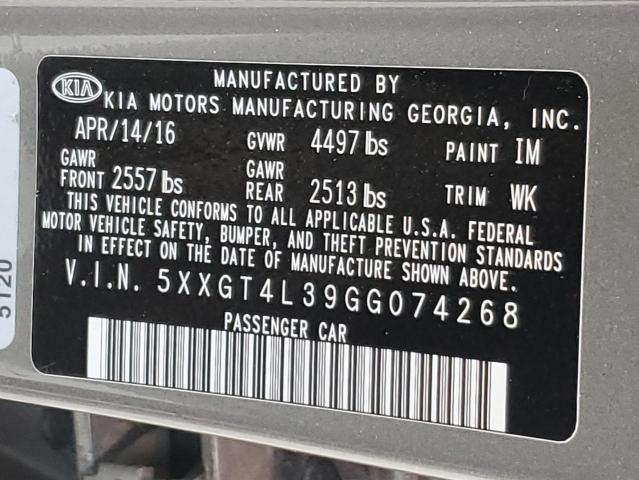 MANUFACTURED BY
KIA KIA MOTORS MANUFACTURING GEORGIA, INC.
APR/14/16 GVWR 4497 lbs PAINT IM
GAWR FRONT 2557 lbs GAWR REAR 2513 lbs TRIM WK
THIS VEHICLE CONFORMS TO ALL APPLICABLE U.S.A. FEDERAL
MOTOR VEHICLE SAFETY, BUMPER, AND THEFT PREVENTION STANDARDS
IN EFFECT ON THE DATE OF MANUFACTURE SHOWN ABOVE.
V.I.N. 5XXGT4L39GG074268
PASSENGER CAR
5120